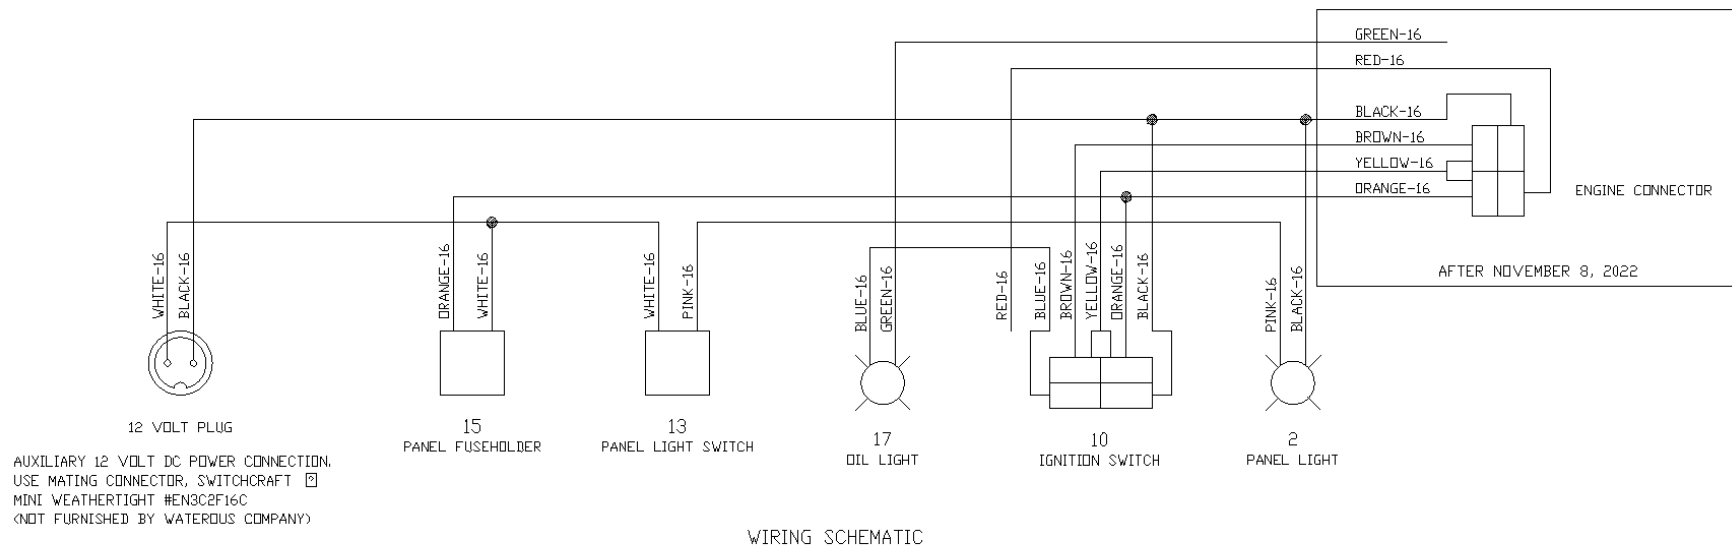 GREEN-16
RED-16
BLACK-16
BROWN-16
YELLOW-16
ORANGE-16
ENGINE CONNECTOR
AFTER NOVEMBER 8, 2022
WHITE-16
BLACK-16
ORANGE-16
WHITE-16
WHITE-16
PINK-16
BLUE-16
GREEN-16
RED-16
BLUE-16
BROWN-16
YELLOW-16
ORANGE-16
BLACK-16
PINK-16
BLACK-16
12 VOLT PLUG
15
PANEL FUSEHOLDER
13
PANEL LIGHT SWITCH
17
OIL LIGHT
10
IGNITION SWITCH
2
PANEL LIGHT
AUXILIARY 12 VOLT DC POWER CONNECTION.
USE MATING CONNECTOR, SWITCHCRAFT ?
MINI WEATHERTIGHT #EN3C2F16C
(NOT FURNISHED BY WATEROUS COMPANY)
WIRING SCHEMATIC